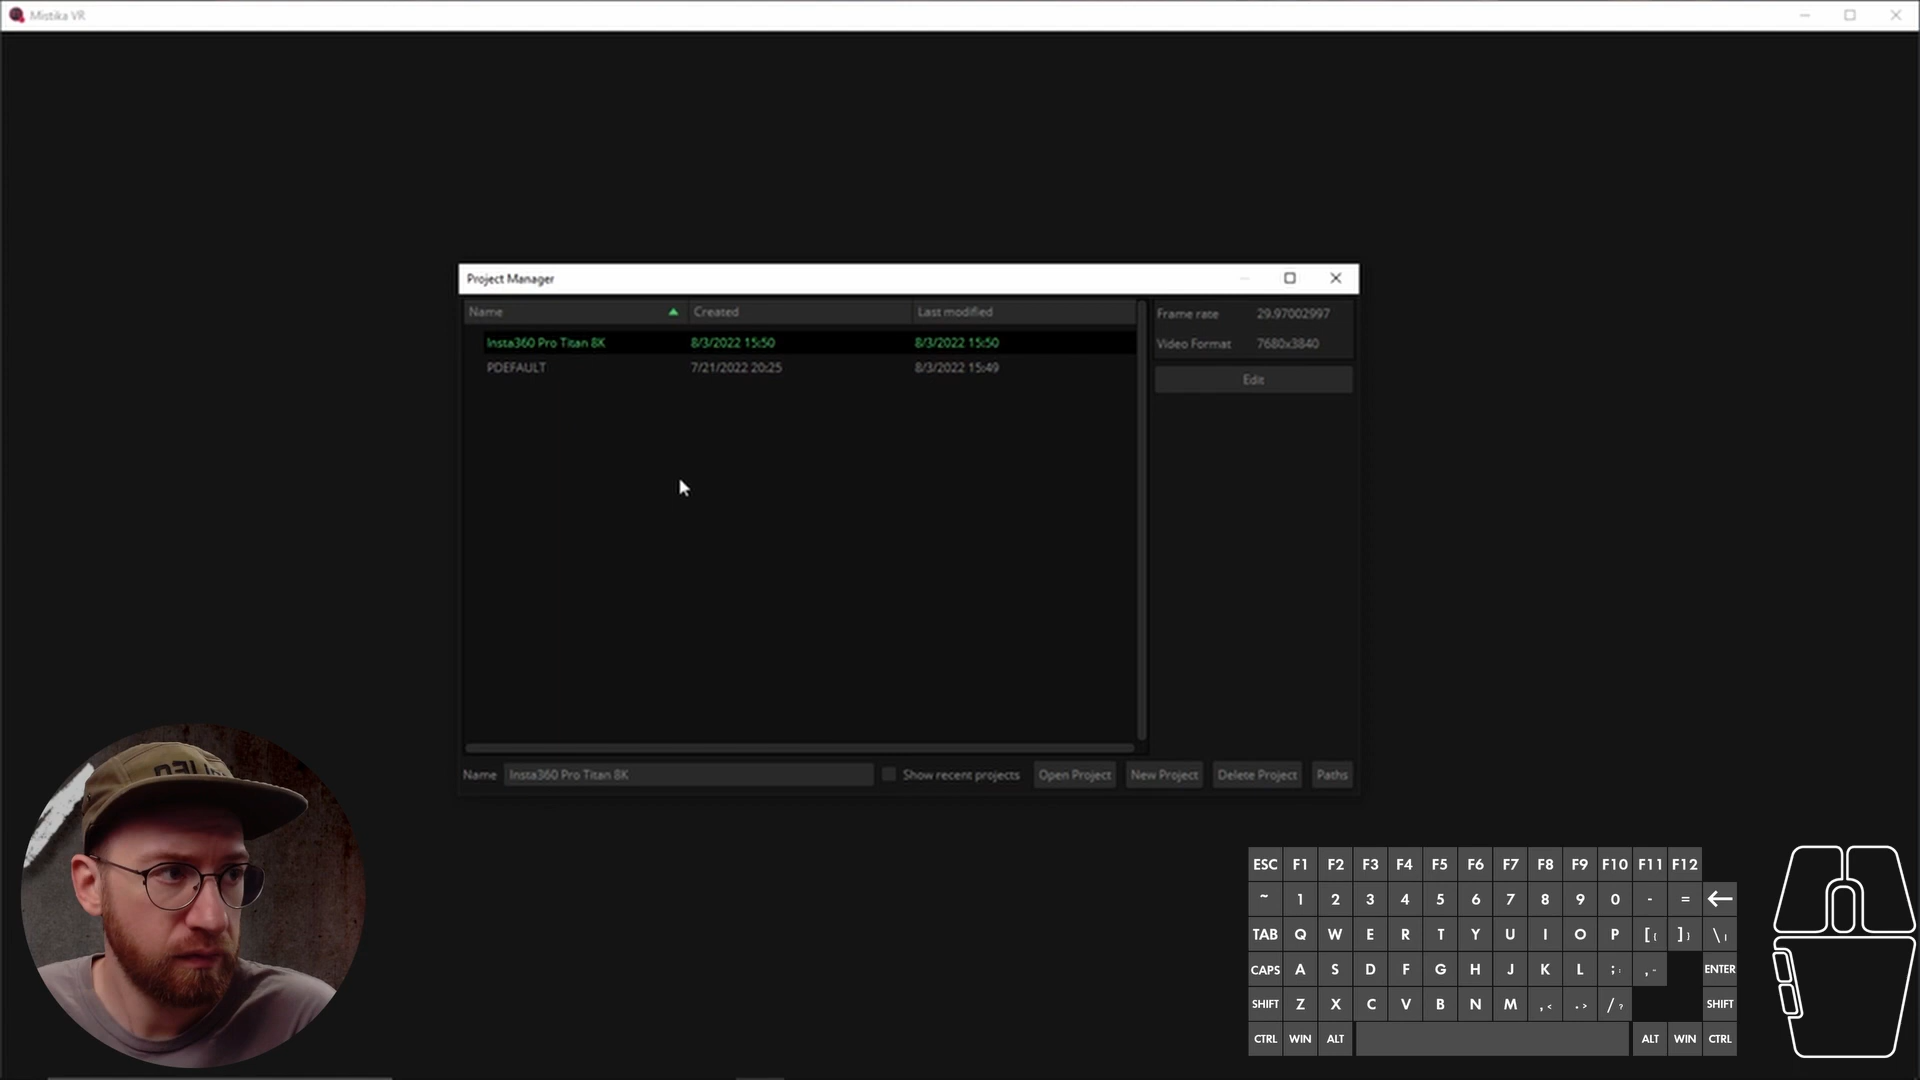 Mistika VR
Project Manager
Name Created Last modified
Insta360 Pro Titan 8K 8/3/2022 15:50 8/3/2022 15:50
PDEFAULT 7/21/2022 20:25 8/3/2022 15:49
Frame rate 29.97002997
Video Format 7680x3840
Edit
Name Insta360 Pro Titan 8K Show recent projects Open Project New Project Delete Project Paths
ESC F1 F2 F3 F4 F5 F6 F7 F8 F9 F10 F11 F12
~ 1 2 3 4 5 6 7 8 9 0 - =
TAB Q W E R T Y U I O P [{ ]} \|
CAPS A S D F G H J K L ;: ,- ENTER
SHIFT Z X C V B N M ,< .> /? SHIFT
CTRL WIN ALT ALT WIN CTRL